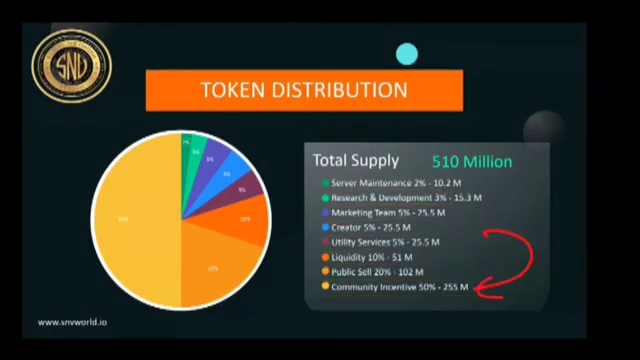 SNV
TOKEN DISTRIBUTION
Total Supply 510 Million
Server Maintenance 2% - 10.2 M
Research & Development 3% - 15.3 M
Marketing Team 5% - 25.5 M
Creator 5% - 25.5 M
Utility Services 5% - 25.5 M
Liquidity 10% - 51 M
Public Sell 20% - 102 M
Community Incentive 50% - 255 M
www.snvworld.io